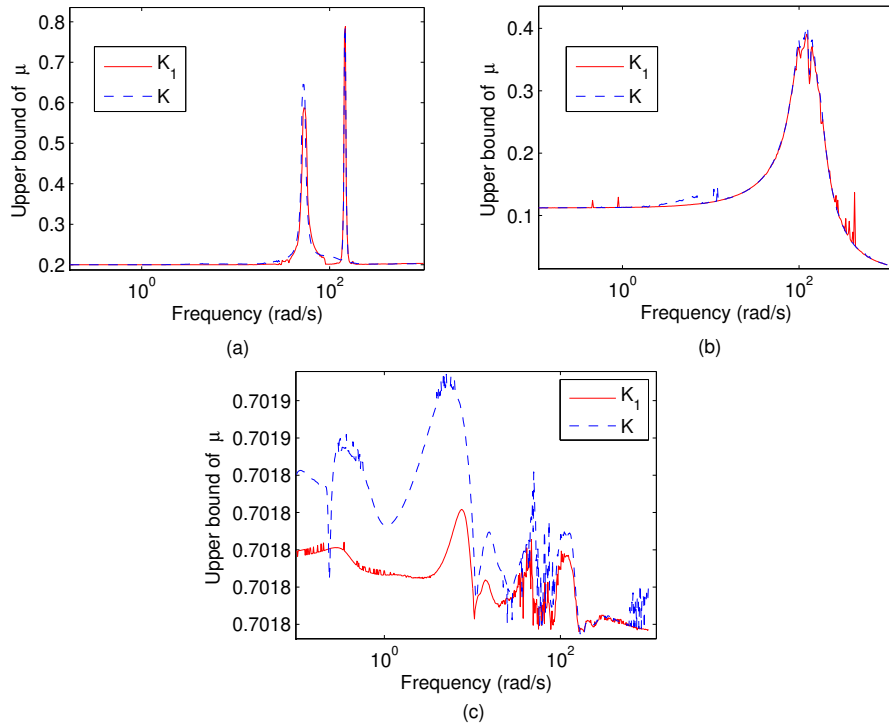 0.8
0.7
0.6
0.5
0.4
0.3
0.2
Upper bound of μ
K1
K
10^0
10^2
Frequency (rad/s)
(a)
0.4
0.3
0.4
0.1
Upper bound of μ
K1
K
10^0
10^2
Frequency (rad/s)
(b)
0.7019
0.7019
0.7018
0.7018
0.7018
0.7018
0.7018
Upper bound of μ
K1
K
10^0
10^2
Frequency (rad/s)
(c)